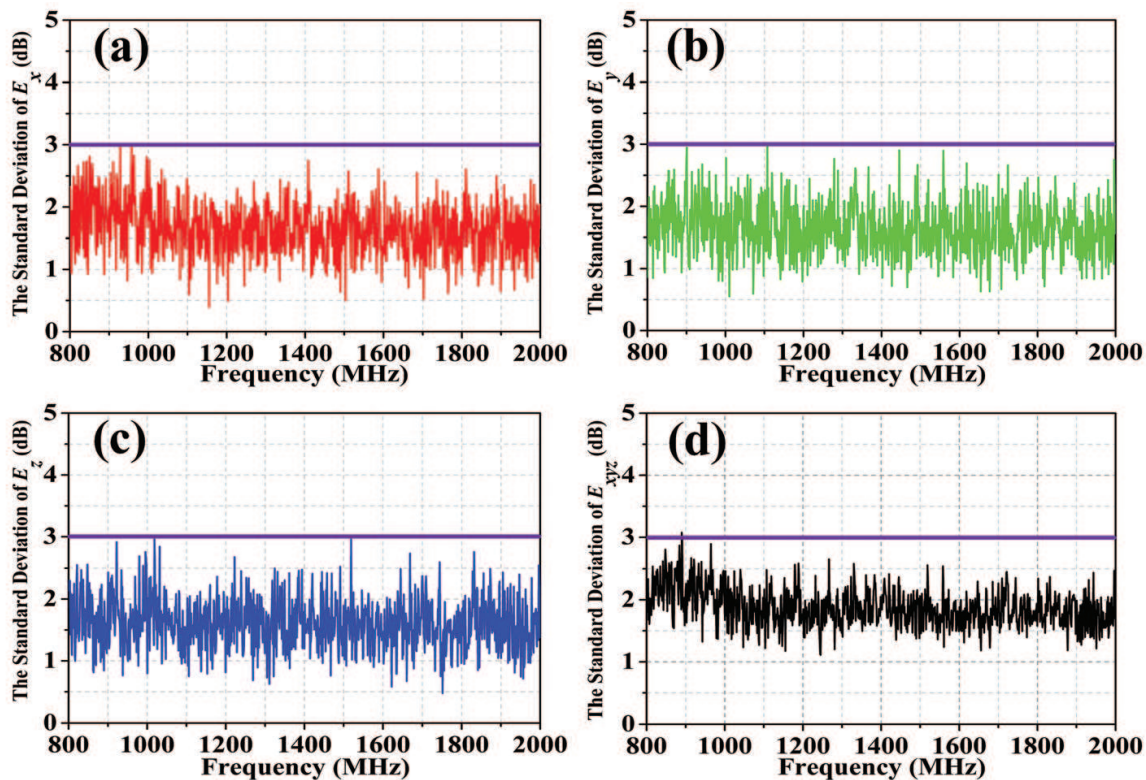 (a)
The Standard Deviation of E_x (dB)
5
4
3
2
1
0
800 1000 1200 1400 1600 1800 2000
Frequency (MHz)
(b)
The Standard Deviation of E_y (dB)
5
4
3
2
1
0
800 1000 1200 1400 1600 1800 2000
Frequency (MHz)
(c)
The Standard Deviation of E_z (dB)
5
4
3
2
1
0
800 1000 1200 1400 1600 1800 2000
Frequency (MHz)
(d)
The Standard Deviation of E_xyz (dB)
5
4
3
2
1
0
800 1000 1200 1400 1600 1800 2000
Frequency (MHz)